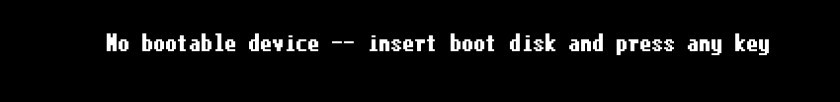 No bootable device -- insert boot disk and press any key